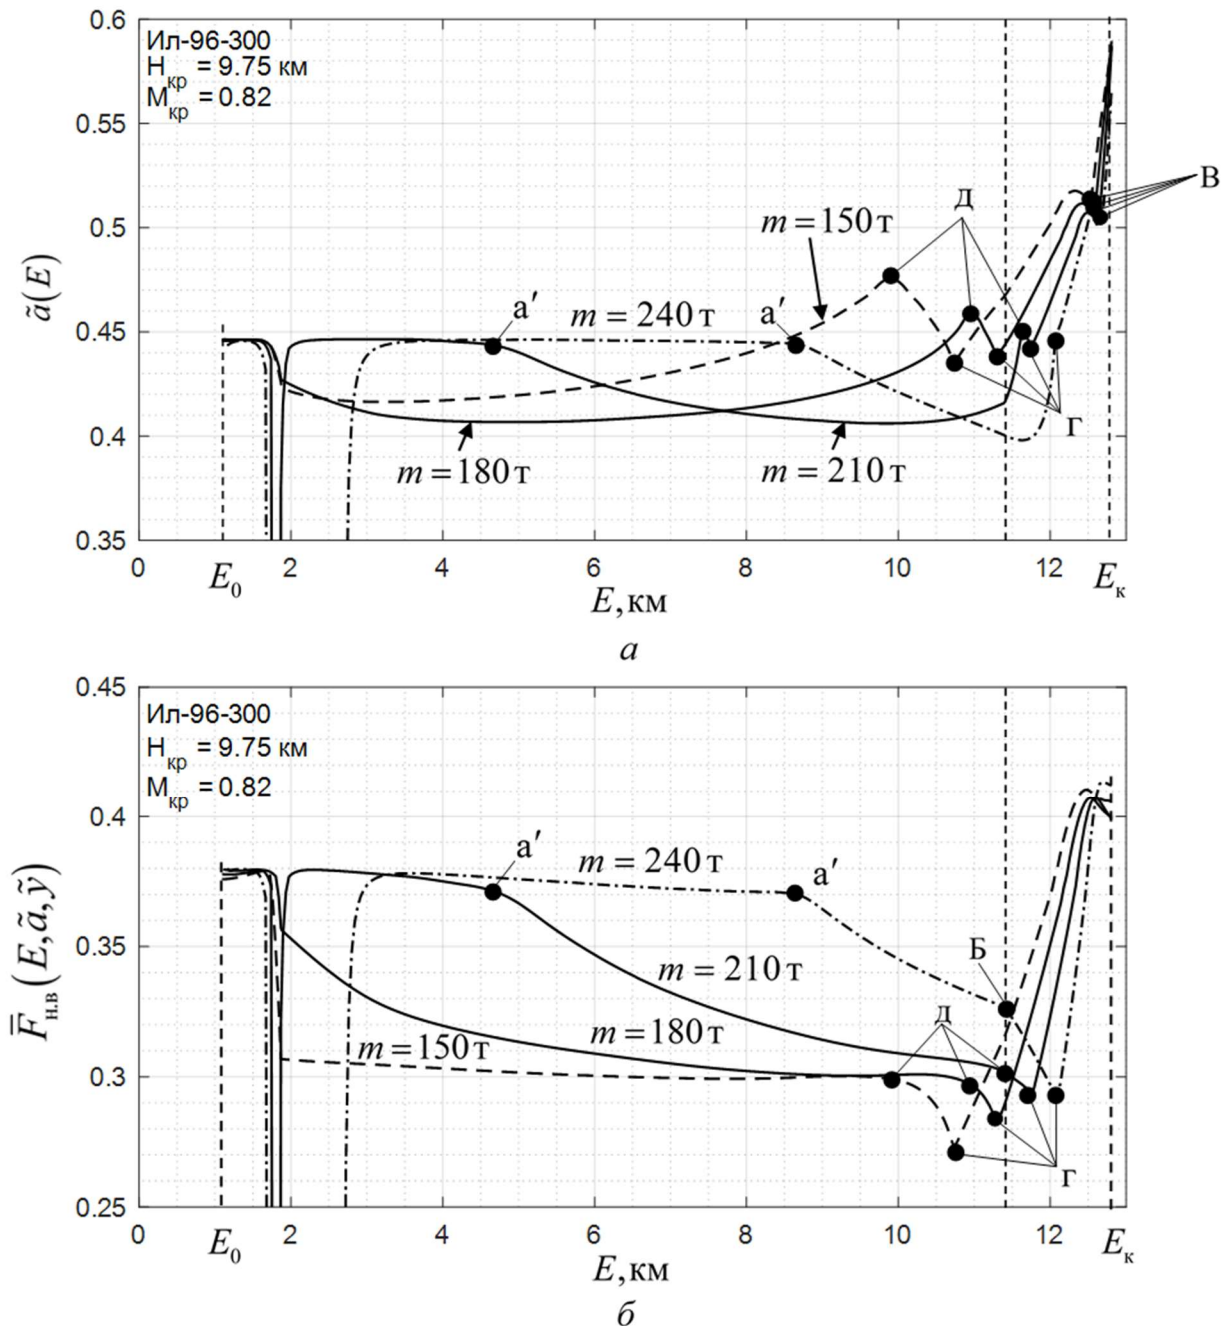 0.6
Ил-96-300
Hкр = 9.75 км
Mкр = 0.82
0.55
0.5
0.45
0.4
0.35
ã(E)
В
Д
m = 150 т
а′
m = 240 т
а′
Г
m = 180 т
m = 210 т
0 2 4 6 8 10 12
E0
Eк
E, км
а
0.45
Ил-96-300
Hкр = 9.75 км
Mкр = 0.82
0.4
0.35
0.3
0.25
F̿н.в (E, ã, ỹ)
а′
m = 240 т
а′
Б
m = 210 т
Д
m = 180 т
m = 150 т
Г
0 2 4 6 8 10 12
E0
Eк
E, км
б